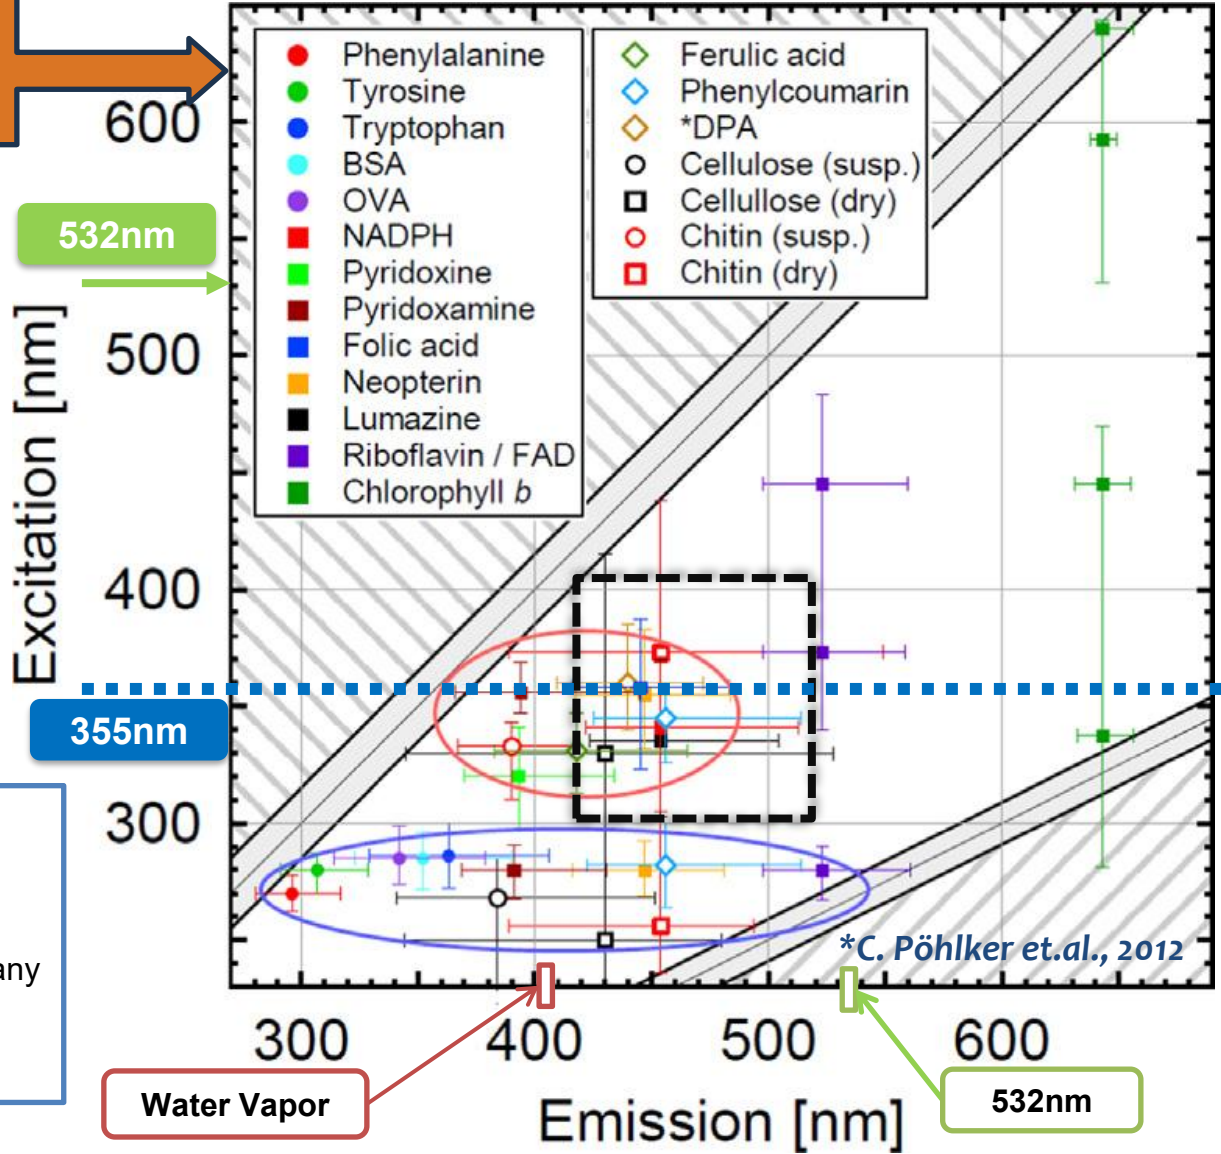 Phenylalanine
Tyrosine
Tryptophan
BSA
OVA
NADPH
Pyridoxine
Pyridoxamine
Folic acid
Neopterin
Lumazine
Riboflavin / FAD
Chlorophyll b
Ferulic acid
Phenylcoumarin
*DPA
Cellulose (susp.)
Cellullose (dry)
Chitin (susp.)
Chitin (dry)
600
532nm
500
Excitation [nm]
400
355nm
300
any
*C. Pöhlker et.al., 2012
300
400
500
600
Water Vapor
532nm
Emission [nm]